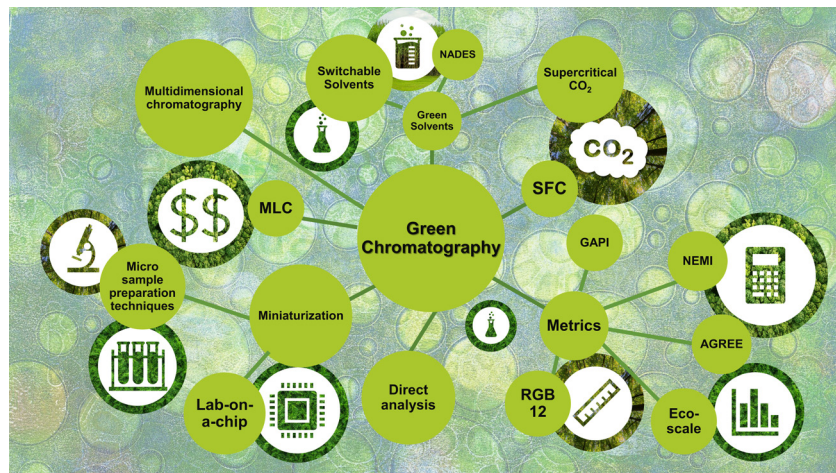 NADES
Switchable
Solvents
Supercritical
CO₂
Multidimensional
chromatography
Green
Solvents
CO₂
SFC
$$
MLC
Green
Chromatography
GAPI
NEMI
Micro
sample
preparation
techniques
Miniaturization
Metrics
AGREE
Direct
analysis
RGB
12
Lab-on-
a-chip
Eco-
scale